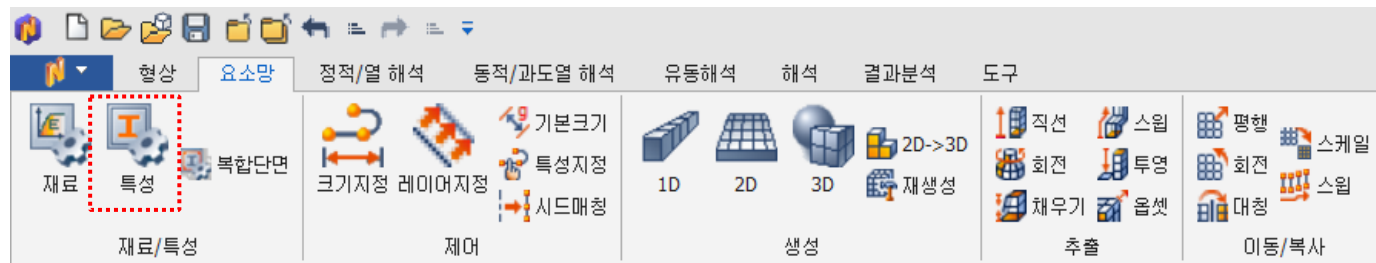 형상 요소망 정적/열 해석 동적/과도열 해석 유동해석 해석 결과분석 도구
재료 특성 복합단면
재료/특성
크기지정 레이어지정 기본크기
특성지정
시드매칭
제어
1D 2D 3D 2D->3D
재생성
생성
직선 스윕
회전 투영
채우기 옵셋
추출
평행 스케일
회전 스윕
대칭
이동/복사